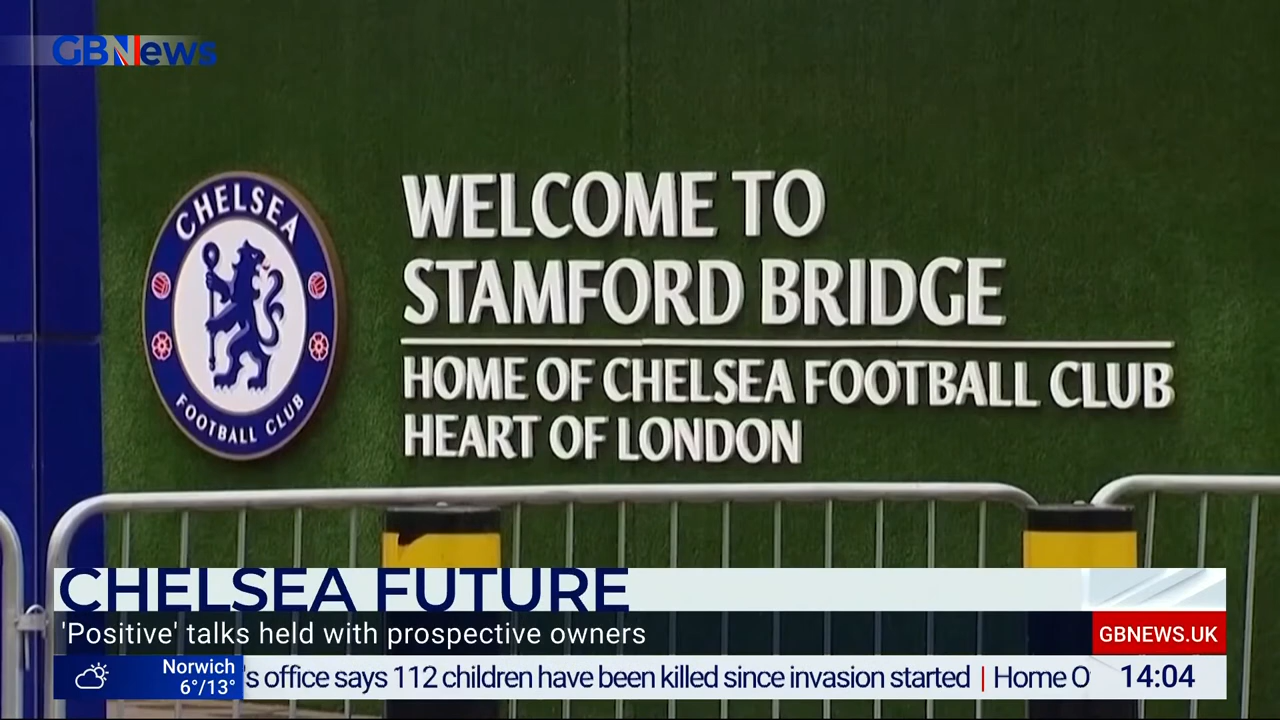 GBNews
CHELSEA
FOOTBALL CLUB
WELCOME TO
STAMFORD BRIDGE
HOME OF CHELSEA FOOTBALL CLUB
HEART OF LONDON
CHELSEA FUTURE
'Positive' talks held with prospective owners
GBNEWS.UK
Norwich
6°/13°
's office says 112 children have been killed since invasion started | Home O
14:04